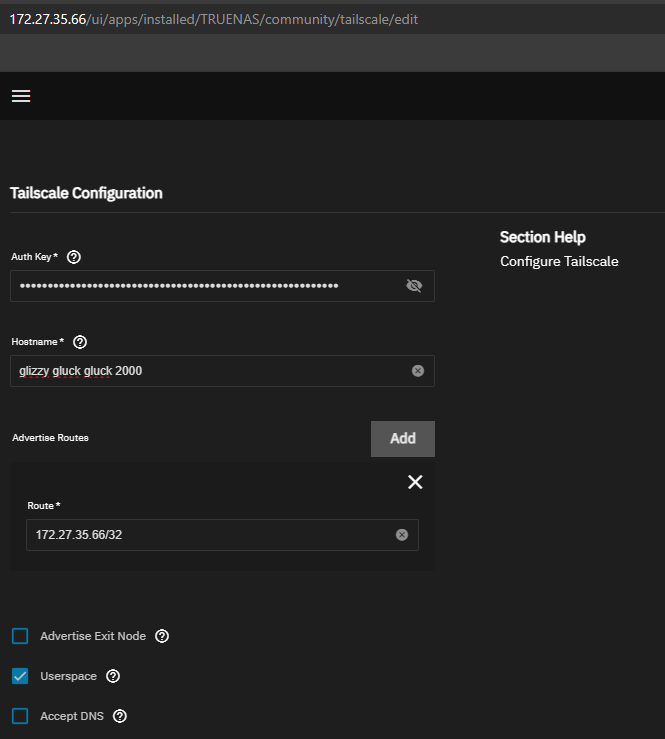 172.27.35.66/ui/apps/installed/TRUENAS/community/tailscale/edit
Tailscale Configuration
Section Help
Configure Tailscale
Auth Key *
Hostname *
glizzy gluck gluck 2000
Advertise Routes
Add
Route *
172.27.35.66/32
Advertise Exit Node
Userspace
Accept DNS